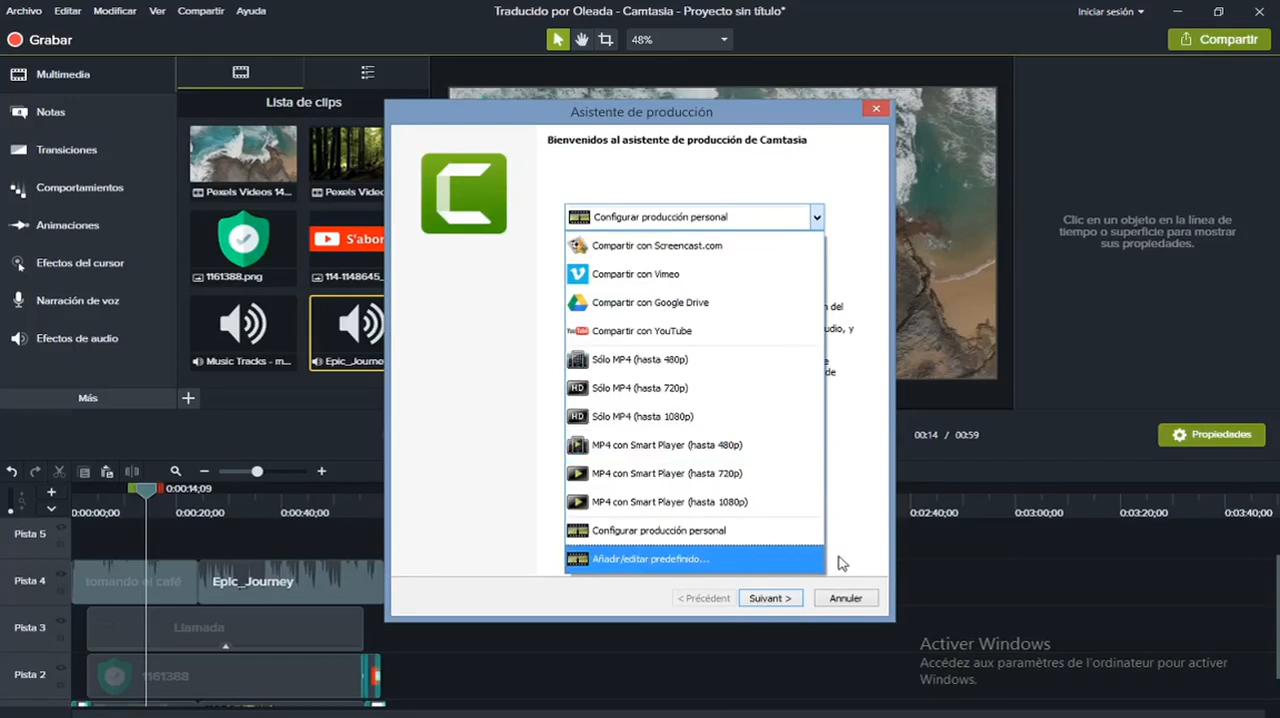 Archivo Editar Modificar Ver Compartir Ayuda
Traducido por Oleada - Camtasia - Proyecto sin título*
Iniciar sesión
Grabar
48%
Compartir
Multimedia
Notas
Transiciones
Comportamientos
Animaciones
Efectos del cursor
Narración de voz
Efectos de audio
Más
Lista de clips
Pexels Videos 14...
Pexels Vide
S'abor
1161388.png
114-1148645_
Music Tracks - m...
Epic_Journe
Asistente de producción
Bienvenidos al asistente de producción de Camtasia
Configurar producción personal
Compartir con Screencast.com
Compartir con Vimeo
Compartir con Google Drive
You Tube Compartir con YouTube
Sólo MP4 (hasta 480p)
HD Sólo MP4 (hasta 720p)
HD Sólo MP4 (hasta 1080p)
MP4 con Smart Player (hasta 480p)
MP4 con Smart Player (hasta 720p)
MP4 con Smart Player (hasta 1080p)
Configurar producción personal
Añadir/editar predefinido...
n del
udio, y
e
de
< Précédent Suivant > Annuler
Clic en un objeto en la línea de
tiempo o superficie para mostrar
sus propiedades.
00:14 / 00:59
Propiedades
0:00:14;09
0:00:00;00 0:00:20;00 0:00:40;00 0:02:40;00 0:03:00;00 0:03:20;00 0:03:40;00
Pista 5
Pista 4
tomando el café
Epic_Journey
Pista 3
Llamada
Pista 2
1161388
Activer Windows
Accédez aux paramètres de l'ordinateur pour activer
Windows.